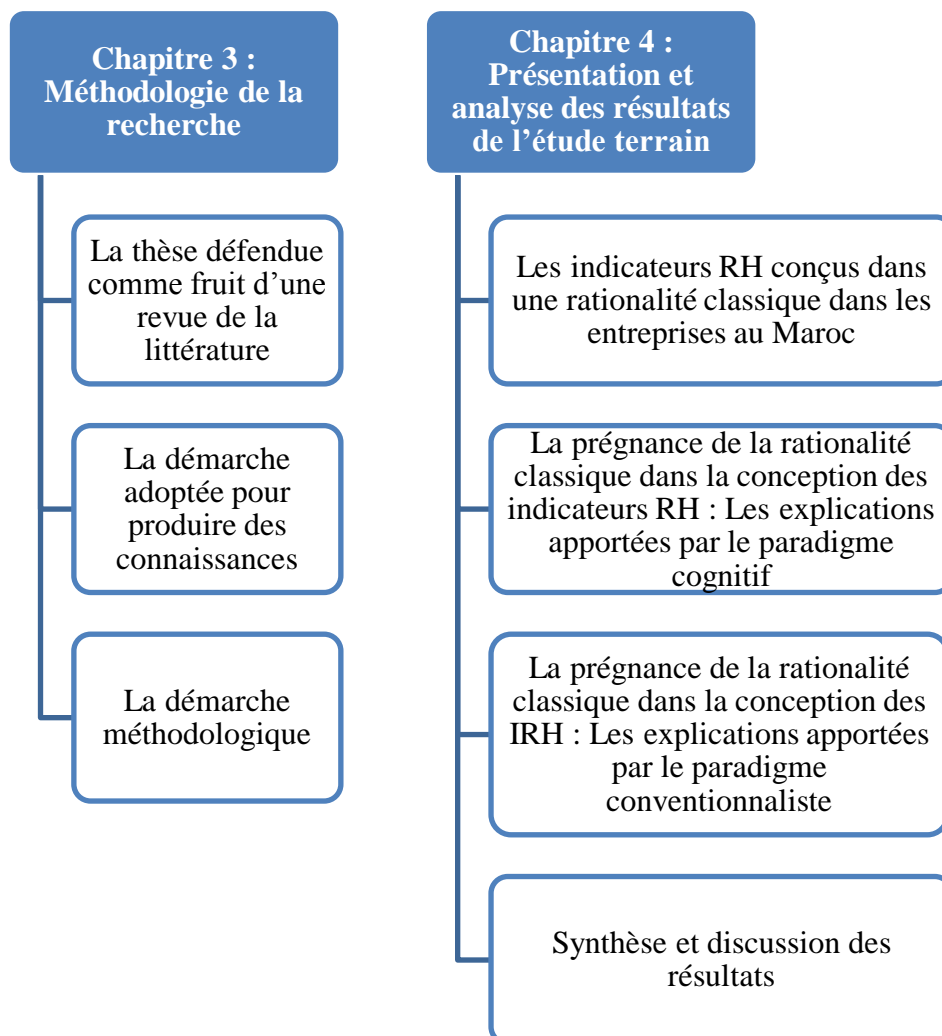 Chapitre 3 :
Méthodologie de la
recherche
La thèse défendue
comme fruit d’une
revue de la
littérature
La démarche
adoptée pour
produire des
connaissances
La démarche
méthodologique
Chapitre 4 :
Présentation et
analyse des résultats
de l’étude terrain
Les indicateurs RH conçus dans
une rationalité classique dans les
entreprises au Maroc
La prégnance de la rationalité
classique dans la conception des
indicateurs RH : Les explications
apportées par le paradigme
cognitif
La prégnance de la rationalité
classique dans la conception des
IRH : Les explications apportées
par le paradigme
conventionnaliste
Synthèse et discussion des
résultats